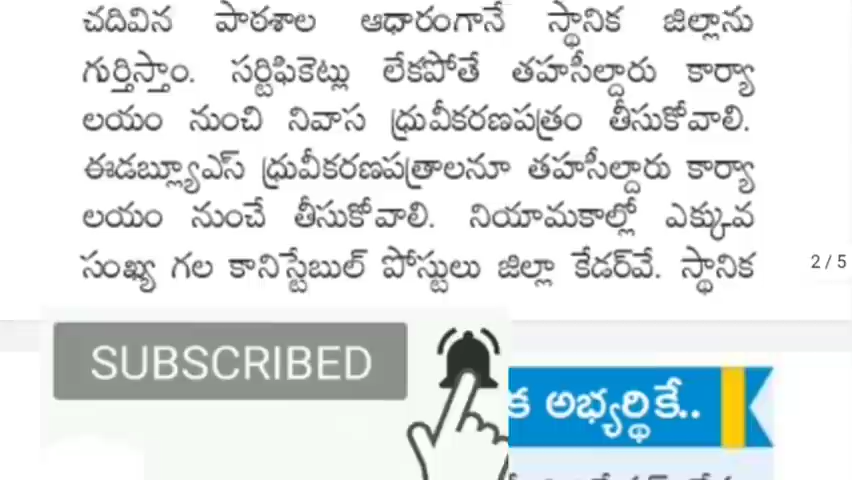 చదివిన పాఠశాల ఆధారంగానే స్థానిక జిల్లాను
గుర్తిస్తాం. సర్టిఫికెట్లు లేకపోతే తహసీల్దారు కార్యా
లయం నుంచి నివాస ధ్రువీకరణపత్రం తీసుకోవాలి.
ఈడబ్ల్యూఎస్ ధ్రువీకరణపత్రాలనూ తహసీల్దారు కార్యా
లయం నుంచే తీసుకోవాలి. నియామకాల్లో ఎక్కువ
సంఖ్య గల కానిస్టేబుల్ పోస్టులు జిల్లా కేడర్‌వే. స్థానిక
2/5
SUBSCRIBED
క అభ్యర్థికే..